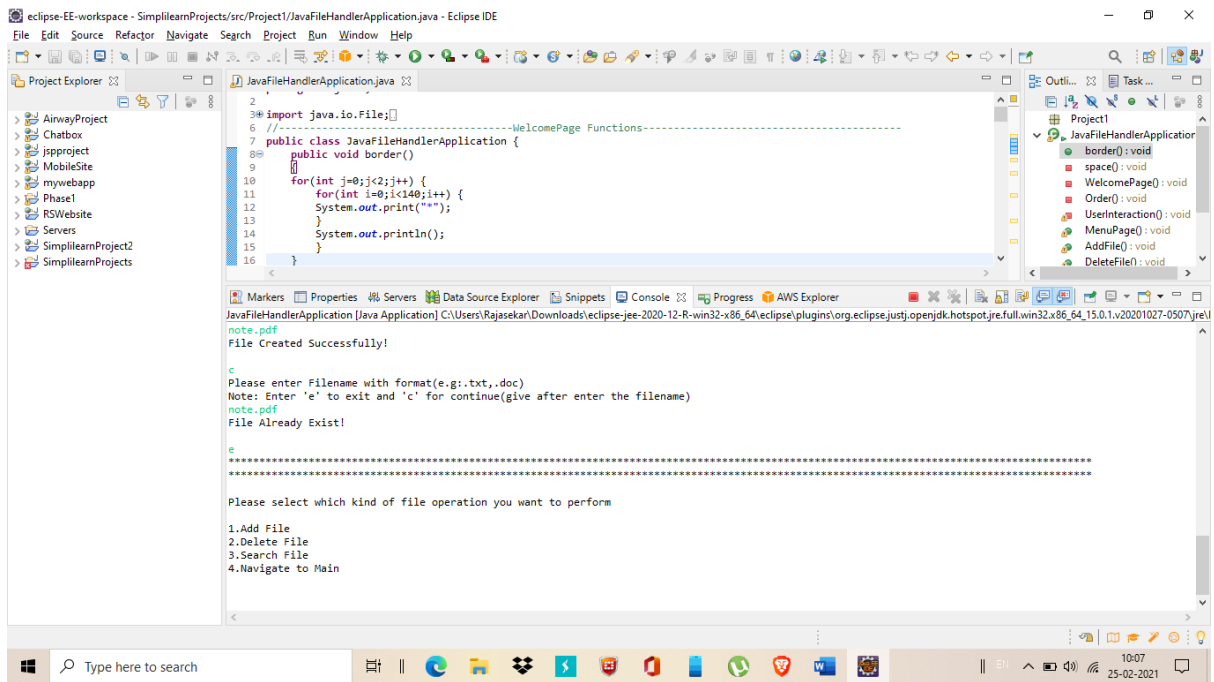 eclipse-EE-workspace - SimplilearnProjects/src/Project1/JavaFileHandlerApplication.java - Eclipse IDE
File Edit Source Refactor Navigate Search Project Run Window Help
Project Explorer
AirwayProject
Chatbox
jspproject
MobileSite
mywebapp
Phase1
RSWebsite
Servers
SimplilearnProject2
SimplilearnProjects
JavaFileHandlerApplication.java
2
3 import java.io.File;
6 //--------------------------------------WelcomePage Functions------------------------------------------
7 public class JavaFileHandlerApplication {
8 public void border()
9 {
10 for(int j=0;j<2;j++) {
11 for(int i=0;i<140;i++) {
12 System.out.print("*");
13 }
14 System.out.println();
15 }
16 }
Outli... Task ...
Project1
JavaFileHandlerApplication
border() : void
space() : void
WelcomePage() : void
Order() : void
UserInteraction() : void
MenuPage() : void
AddFile() : void
DeleteFile() : void
Markers Properties Servers Data Source Explorer Snippets Console Progress AWS Explorer
JavaFileHandlerApplication [Java Application] C:\Users\Rajasekar\Downloads\eclipse-jee-2020-12-R-win32-x86_64\eclipse\plugins\org.eclipse.justj.openjdk.hotspot.jre.full.win32.x86_64_15.0.1.v20201027-0507\jre\
note.pdf
File Created Successfully!
c
Please enter Filename with format(e.g:.txt,.doc)
Note: Enter 'e' to exit and 'c' for continue(give after enter the filename)
note.pdf
File Already Exist!
e
********************************************************************************************************************************************
********************************************************************************************************************************************
Please select which kind of file operation you want to perform
1.Add File
2.Delete File
3.Search File
4.Navigate to Main
Type here to search
EN
10:07
25-02-2021